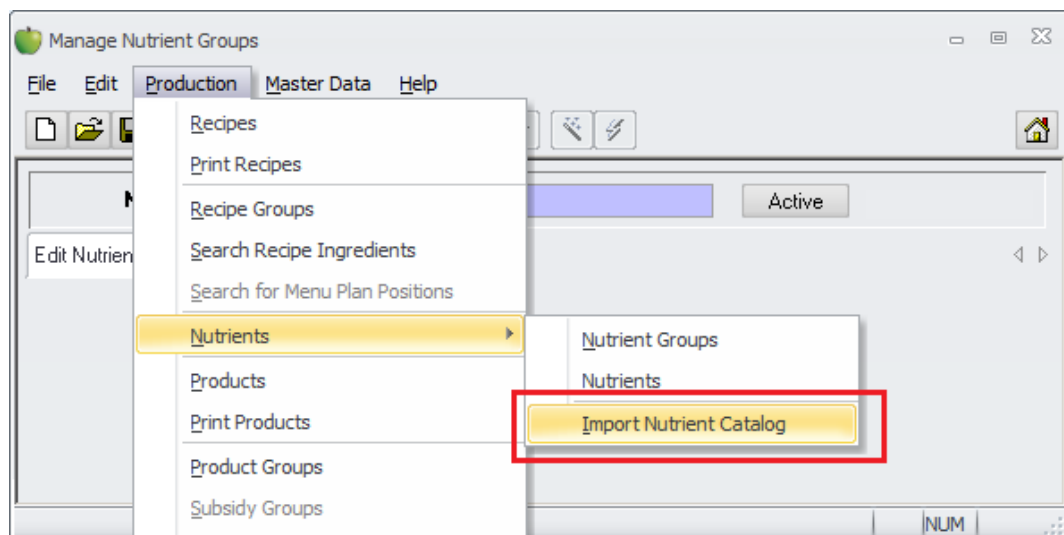 Manage Nutrient Groups
File Edit Production Master Data Help
Recipes
Print Recipes
Recipe Groups
Active
Search Recipe Ingredients
Edit Nutrien
Search for Menu Plan Positions
Nutrients
Nutrient Groups
Products
Nutrients
Print Products
Import Nutrient Catalog
Product Groups
Subsidy Groups
NUM